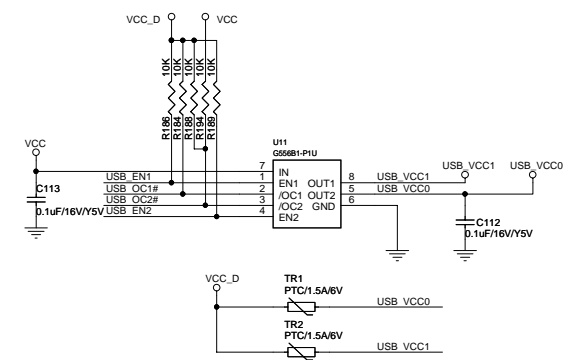 VCC_D
VCC
10K
10K
10K
10K
10K
R186
R184
R188
R194
R189
U11
G556B1-P1U
VCC
7
IN
USB_EN1
1
EN1
OUT1
8
USB_VCC1
USB_OC1#
2
/OC1
OUT2
5
USB_VCC0
USB_OC2#
3
/OC2
GND
6
USB_EN2
4
EN2
USB_VCC1
USB_VCC0
C113
0.1uF/16V/Y5V
C112
0.1uF/16V/Y5V
VCC_D
TR1
PTC/1.5A/6V
USB_VCC0
TR2
PTC/1.5A/6V
USB_VCC1